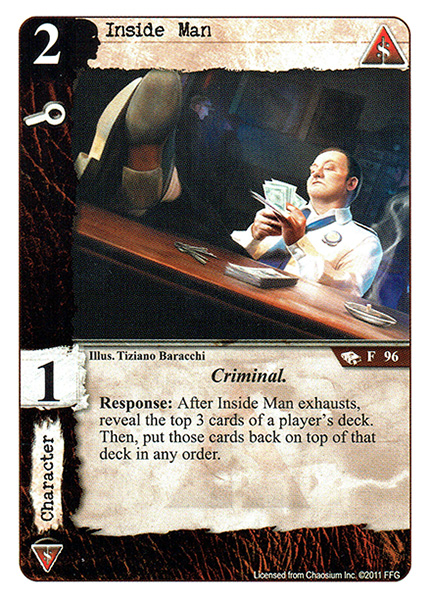 2
Inside Man
Illus. Tiziano Baracchi
F 96
1
Criminal.
Response: After Inside Man exhausts,
reveal the top 3 cards of a player's deck.
Then, put those cards back on top of that
deck in any order.
Character
Licensed from Chaosium Inc. ©2011 FFG